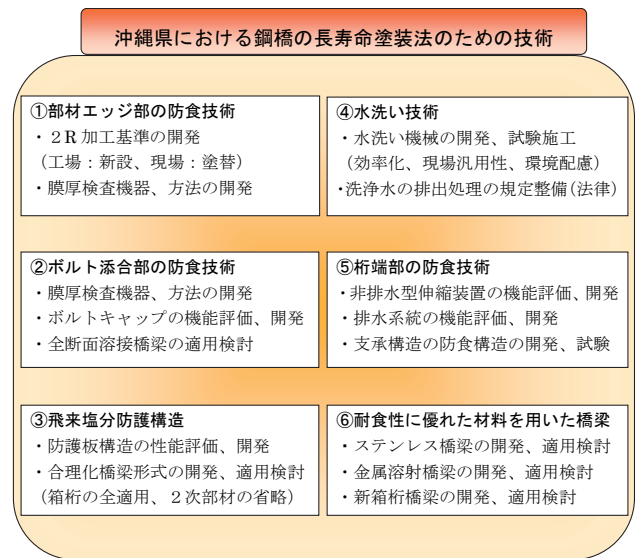 沖縄県における鋼橋の長寿命塗装法のための技術
①部材エッジ部の防食技術
・２R加工基準の開発
（工場：新設、現場：塗替）
・膜厚検査機器、方法の開発
②ボルト添合部の防食技術
・膜厚検査機器、方法の開発
・ボルトキャップの機能評価、開発
・全断面溶接橋梁の適用検討
③飛来塩分防護構造
・防護板構造の性能評価、開発
・合理化橋梁形式の開発、適用検討
（箱桁の全適用、２次部材の省略）
④水洗い技術
・水洗い機械の開発、試験施工
（効率化、現場汎用性、環境配慮）
・洗浄水の排出処理の規定整備(法律)
⑤桁端部の防食技術
・非排水型伸縮装置の機能評価、開発
・排水系統の機能評価、開発
・支承構造の防食構造の開発、試験
⑥耐食性に優れた材料を用いた橋梁
・ステンレス橋梁の開発、適用検討
・金属溶射橋梁の開発、適用検討
・新箱桁橋梁の開発、適用検討